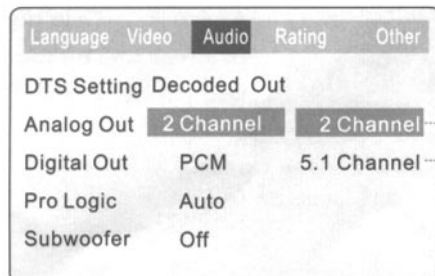 Language Video Audio Rating Other
DTS Setting Decoded Out
Analog Out 2 Channel 2 Channel
Digital Out PCM 5.1 Channel
Pro Logic Auto
Subwoofer Off